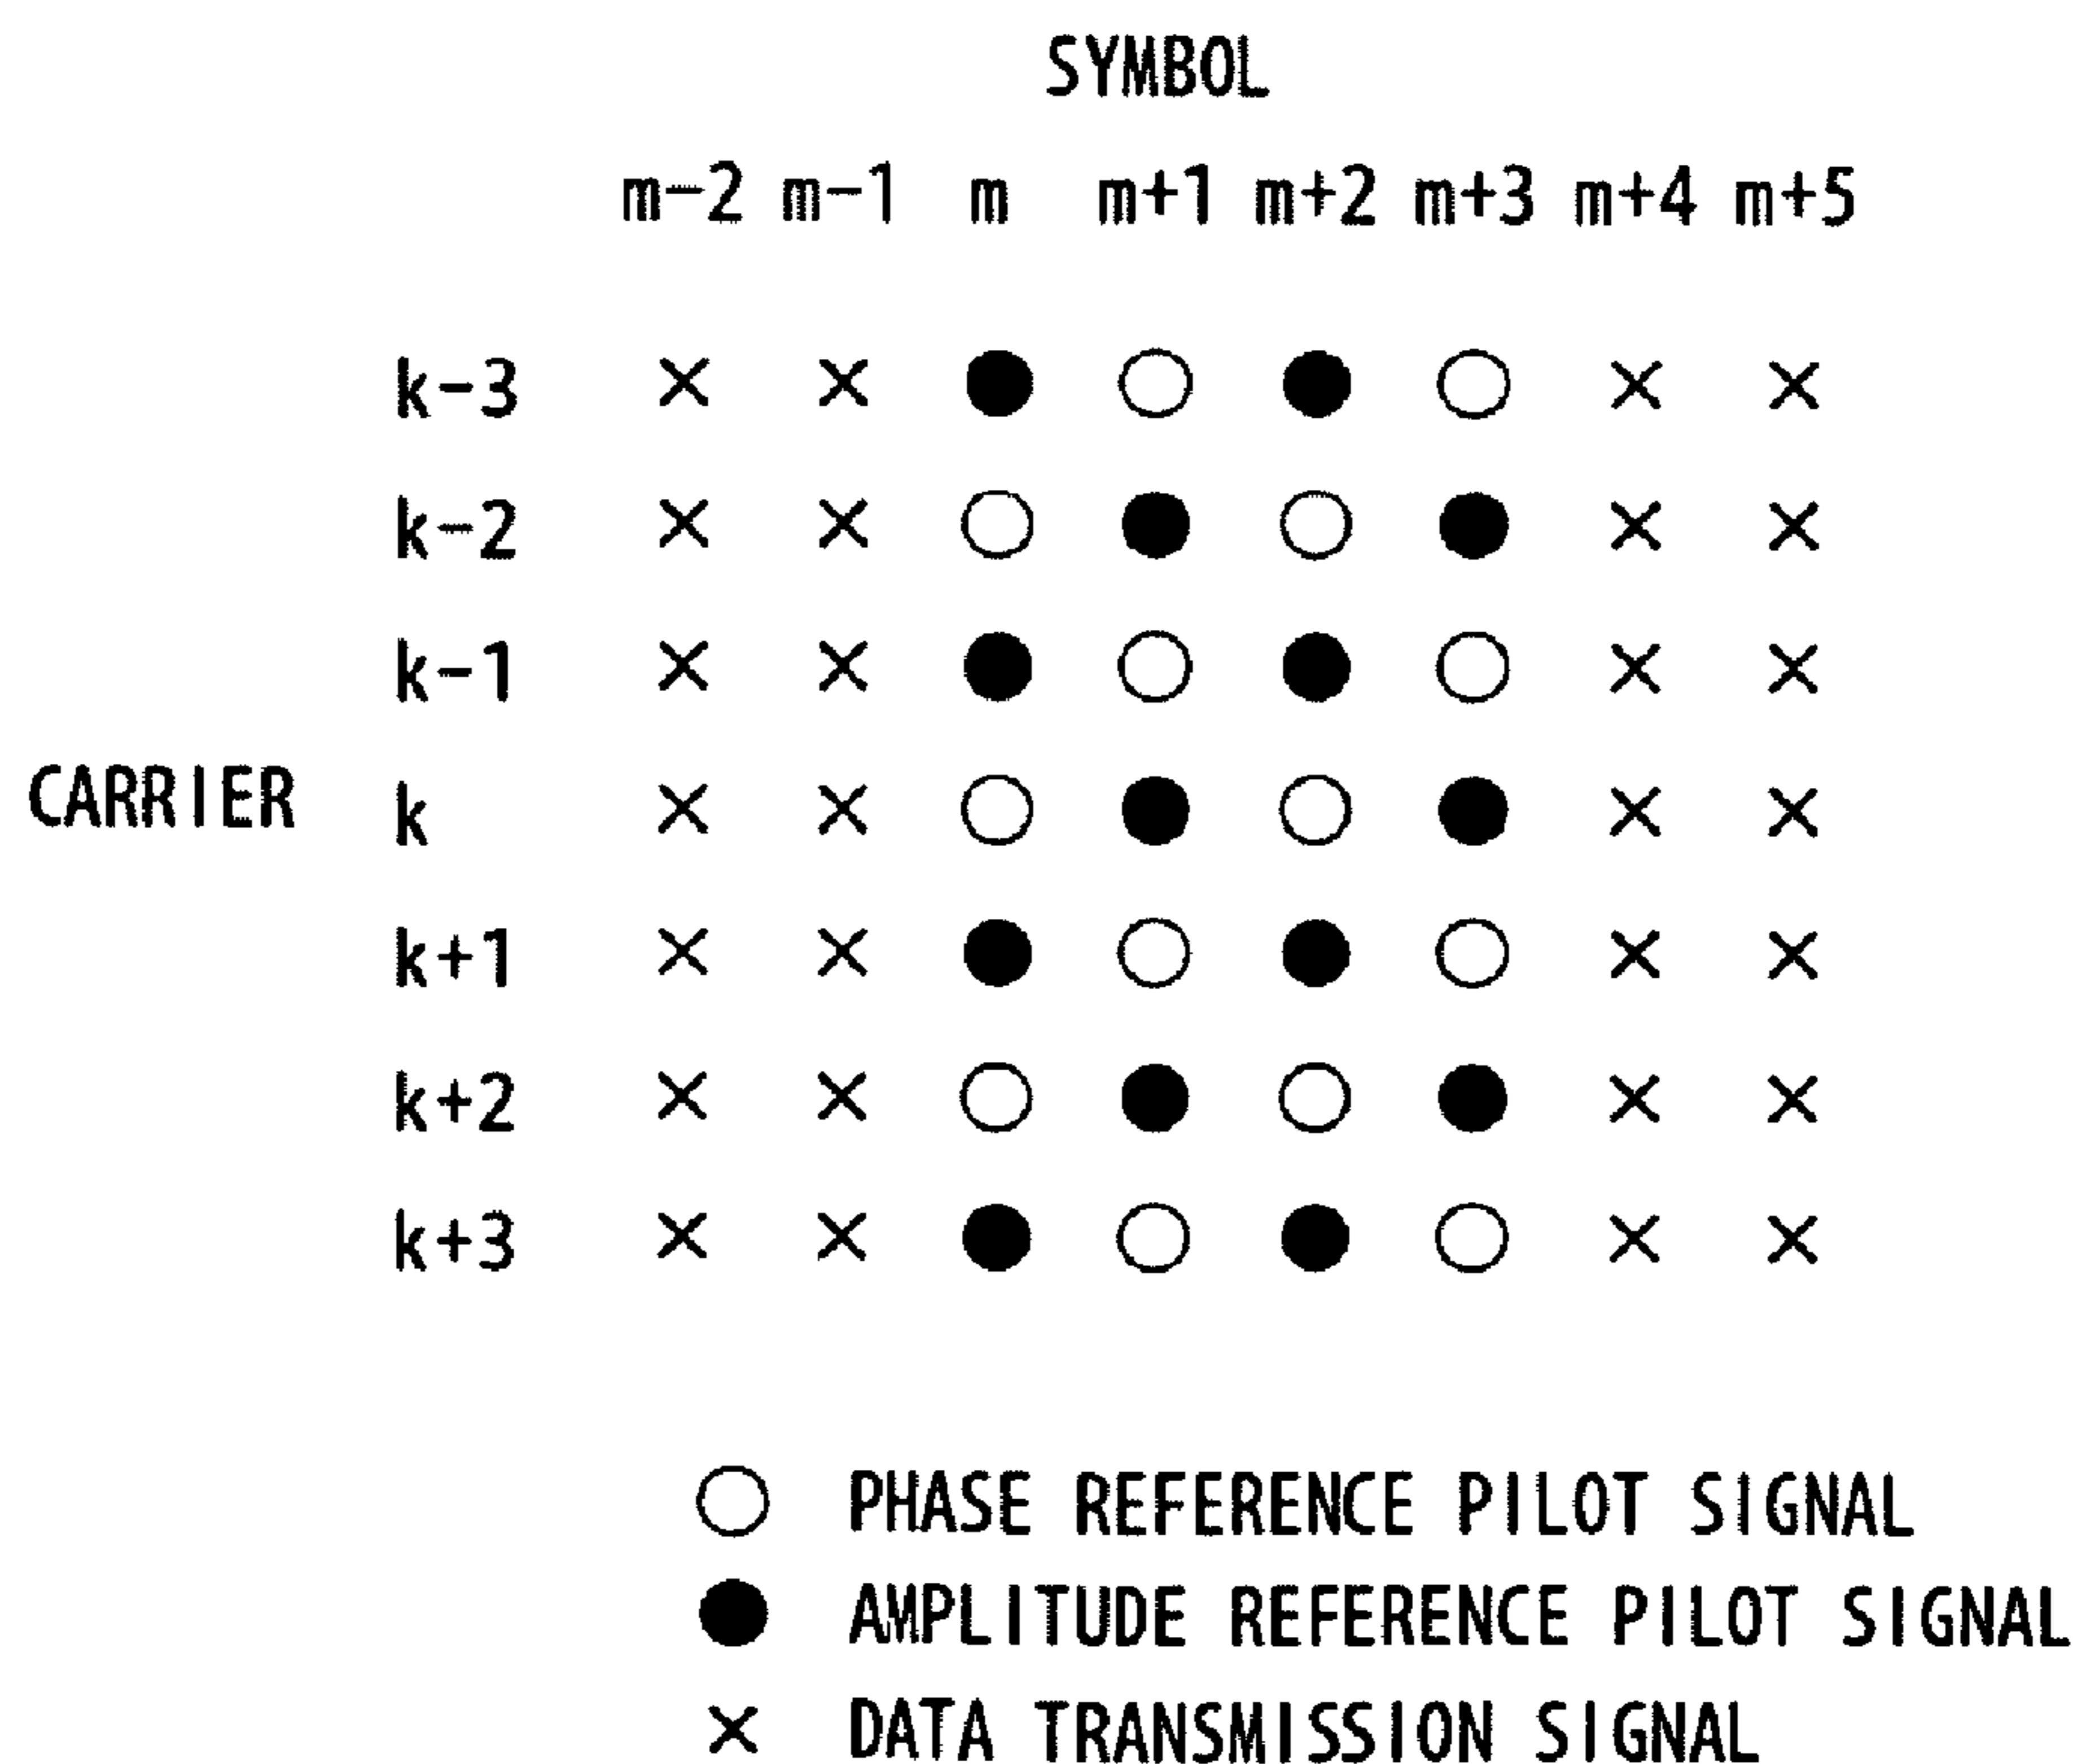 SYMBOL
m-2 m-1 m m+1 m+2 m+3 m+4 m+5
k-3
k-2
k-1
CARRIER k
k+1
k+2
k+3
PHASE REFERENCE PILOT SIGNAL
AMPLITUDE REFERENCE PILOT SIGNAL
DATA TRANSMISSION SIGNAL